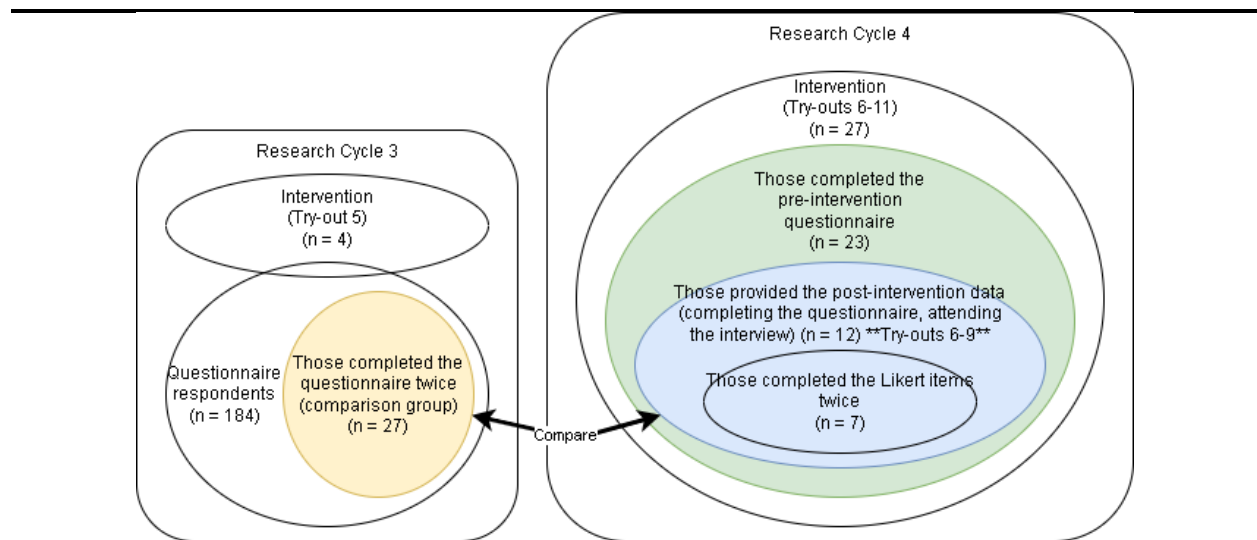 Research Cycle 3
Intervention
(Try-out 5)
(n = 4)
Questionnaire
respondents
(n = 184)
Those completed the
questionnaire twice
(comparison group)
(n = 27)
Compare
Research Cycle 4
Intervention
(Try-outs 6-11)
(n = 27)
Those completed the
pre-intervention
questionnaire
(n = 23)
Those provided the post-intervention data
(completing the questionnaire, attending
the interview) (n = 12) **Try-outs 6-9**
Those completed the Likert items
twice
(n = 7)